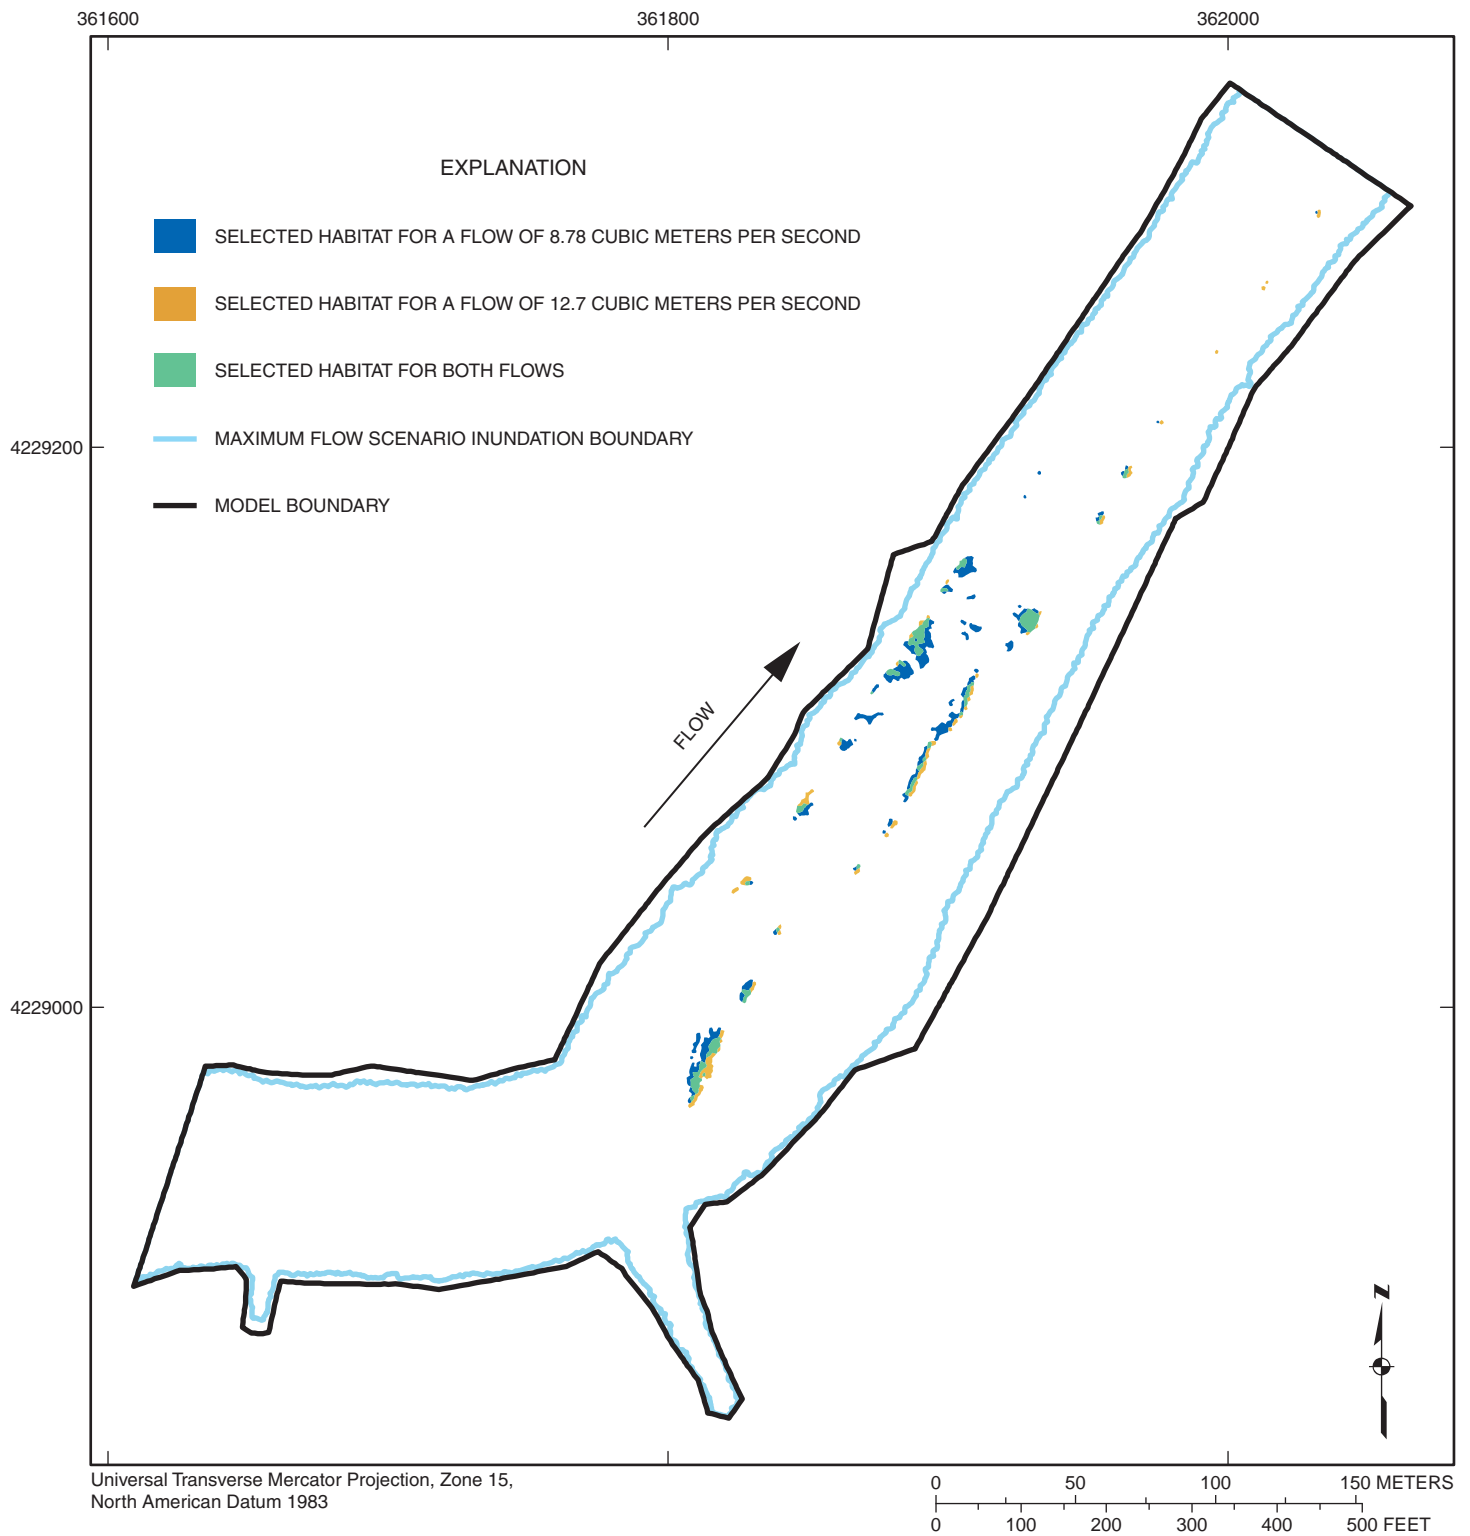 361600
361800
362000
EXPLANATION
SELECTED HABITAT FOR A FLOW OF 8.78 CUBIC METERS PER SECOND
SELECTED HABITAT FOR A FLOW OF 12.7 CUBIC METERS PER SECOND
SELECTED HABITAT FOR BOTH FLOWS
MAXIMUM FLOW SCENARIO INUNDATION BOUNDARY
4229200
MODEL BOUNDARY
FLOW
4229000
N
Universal Transverse Mercator Projection, Zone 15,
North American Datum 1983
0 50 100 150 METERS
0 100 200 300 400 500 FEET